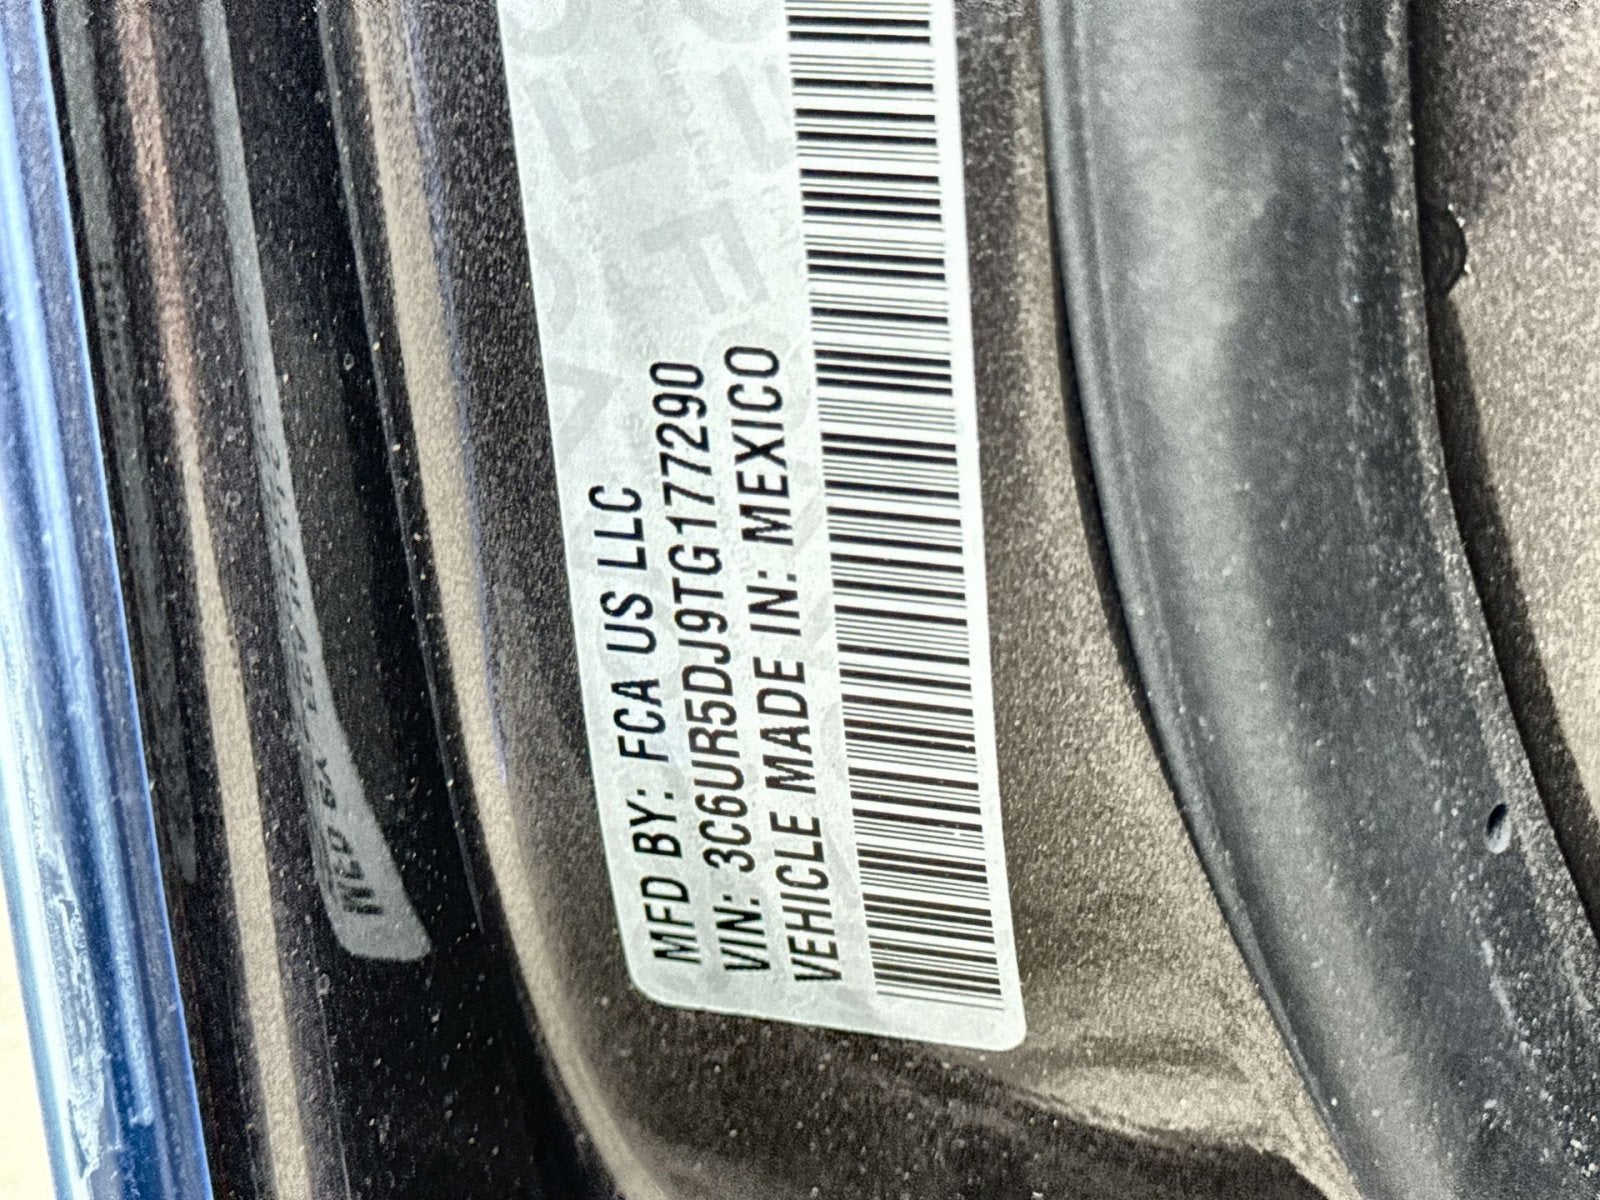 MFD BY: FCA US LLC
VIN: 3C6UR5DJ9TG177290
VEHICLE MADE IN: MEXICO